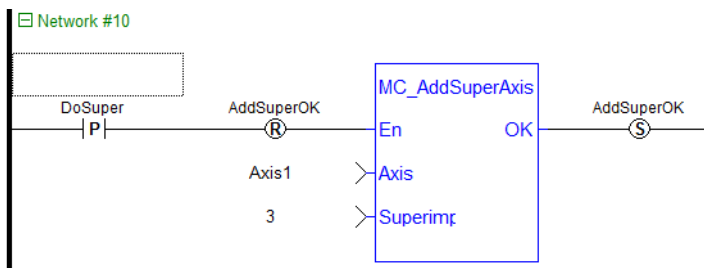 Network #10
MC_AddSuperAxis
DoSuper
AddSuperOK
AddSuperOK
P
R
En
OK
S
Axis1
Axis
3
Superimp